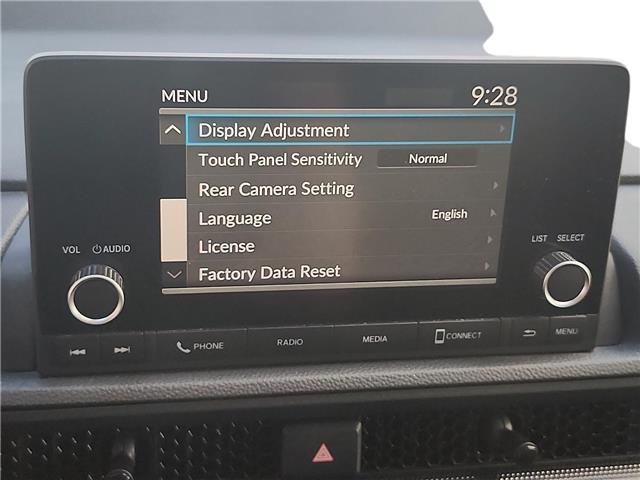 MENU 9:28
Display Adjustment
Touch Panel Sensitivity Normal
Rear Camera Setting
Language English
License
Factory Data Reset
VOL AUDIO
LIST SELECT
PHONE RADIO MEDIA CONNECT MENU